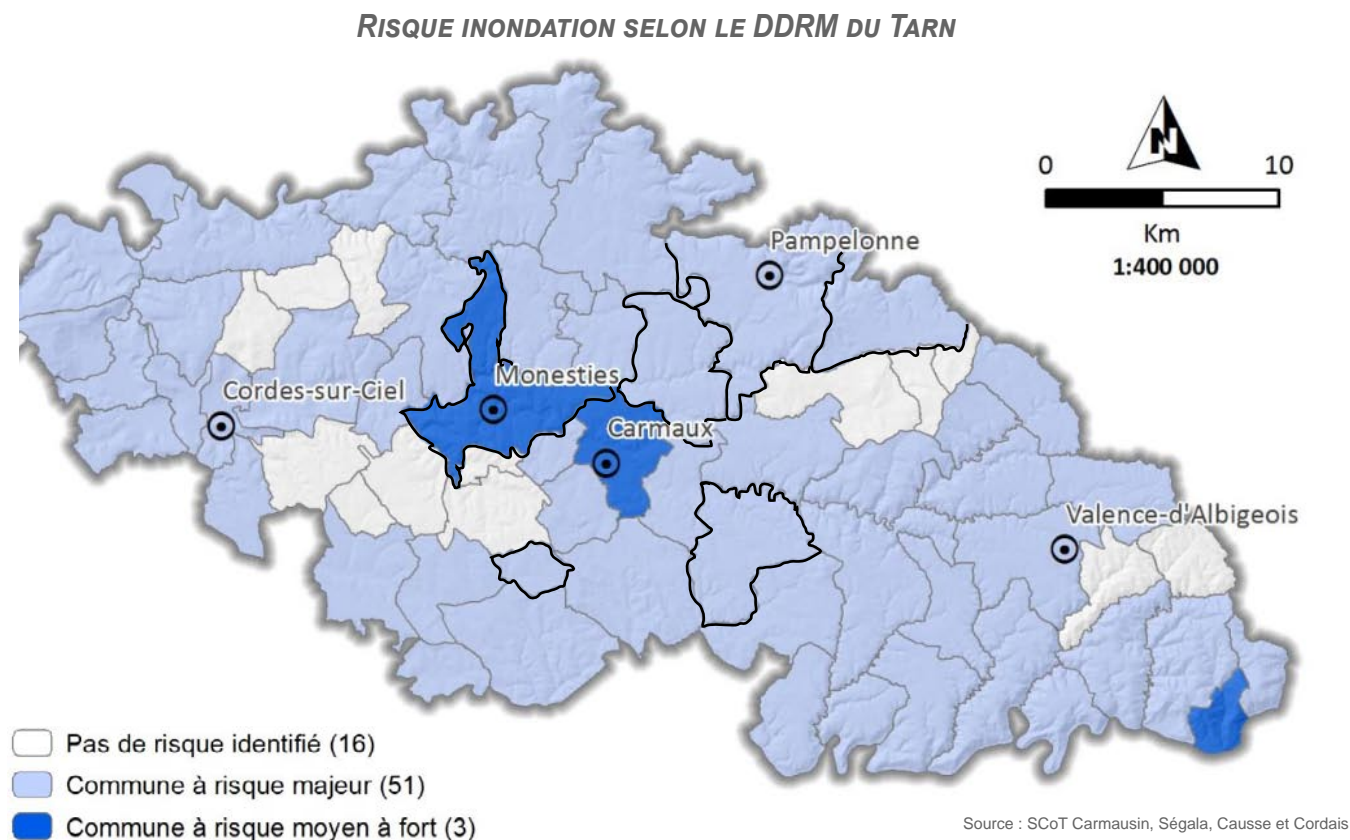 RISQUE INONDATION SELON LE DDRM DU TARN
N
0 10
Km
1:400 000
Pampelonne
Monesties
Cordes-sur-Ciel
Carmaux
Valence-d'Albigeois
Pas de risque identifié (16)
Commune à risque majeur (51)
Commune à risque moyen à fort (3)
Source : SCoT Carmausin, Ségala, Causse et Cordais